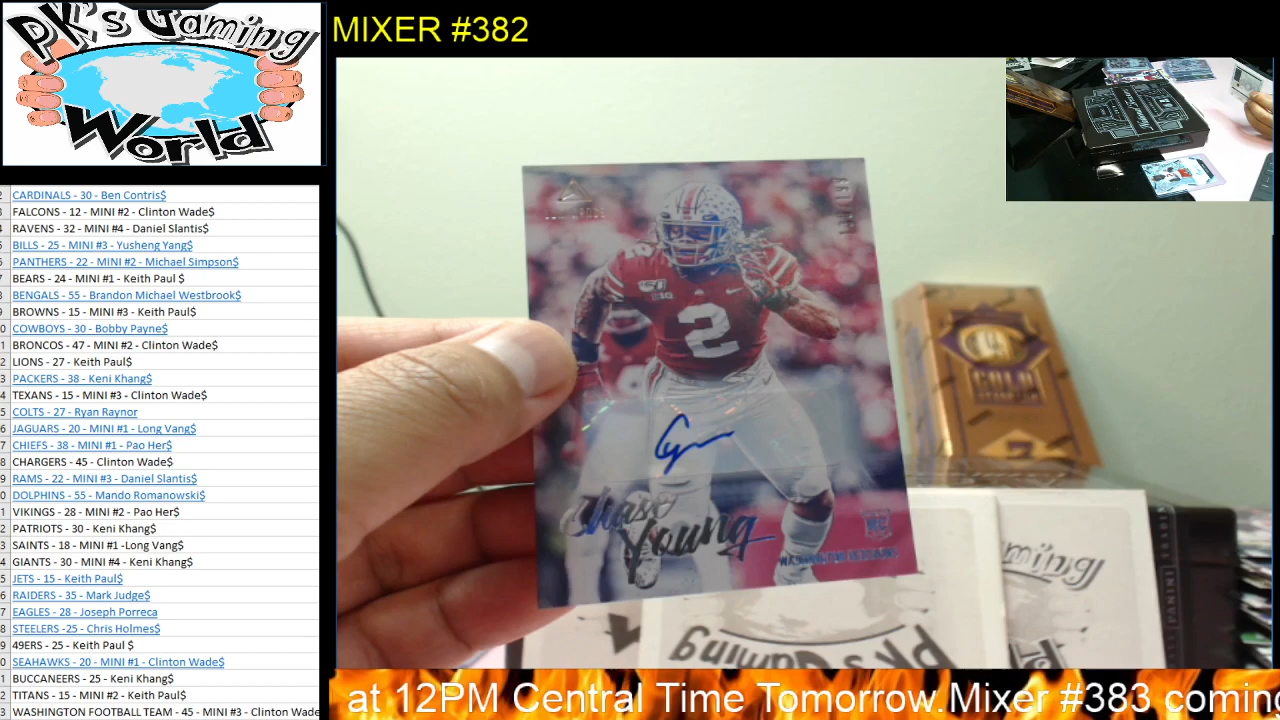 PK's Gaming
World
MIXER #382
CARDINALS - 30 - Ben Contris$
FALCONS - 12 - MINI #2 - Clinton Wade$
RAVENS - 32 - MINI #4 - Daniel Slantis$
BILLS - 25 - MINI #3 - Yusheng Yang$
PANTHERS - 22 - MINI #2 - Michael Simpson$
BEARS - 24 - MINI #1 - Keith Paul $
BENGALS - 55 - Brandon Michael Westbrook$
BROWNS - 15 - MINI #3 - Keith Paul$
COWBOYS - 30 - Bobby Payne$
BRONCOS - 47 - MINI #2 - Clinton Wade$
LIONS - 27 - Keith Paul$
PACKERS - 38 - Keni Khang$
TEXANS - 15 - MINI #3 - Clinton Wade$
COLTS - 27 - Ryan Raynor
JAGUARS - 20 - MINI #1 - Long Vang$
CHIEFS - 38 - MINI #1 - Pao Her$
CHARGERS - 45 - Clinton Wade$
RAMS - 22 - MINI #3 - Daniel Slantis$
DOLPHINS - 55 - Mando Romanowski$
VIKINGS - 28 - MINI #2 - Pao Her$
PATRIOTS - 30 - Keni Khang$
SAINTS - 18 - MINI #1 -Long Vang$
GIANTS - 30 - MINI #4 - Keni Khang$
JETS - 15 - Keith Paul$
RAIDERS - 35 - Mark Judge$
EAGLES - 28 - Joseph Porreca
STEELERS -25 - Chris Holmes$
49ERS - 25 - Keith Paul $
SEAHAWKS - 20 - MINI #1 - Clinton Wade$
BUCCANEERS - 25 - Keni Khang$
TITANS - 15 - MINI #2 - Keith Paul$
WASHINGTON FOOTBALL TEAM - 45 - MINI #3 - Clinton Wade
150
2
Chase
Young
RC
WASHINGTON REDSKINS
GOLD
PK's Gaming
PANINI
at 12PM Central Time Tomorrow.Mixer #383 coming